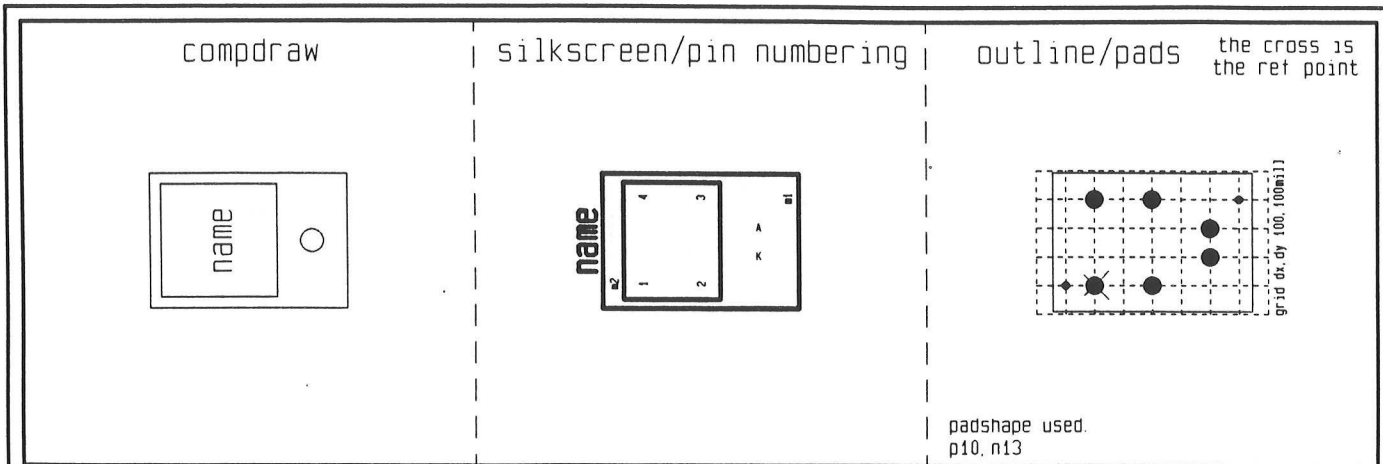 compdraw
name
silkscreen/pin numbering
name
m2
1
4
2
3
K
A
m1
outline/pads
the cross is
the ref point
grid dx,dy 100,100mil]
padshape used.
p10,n13